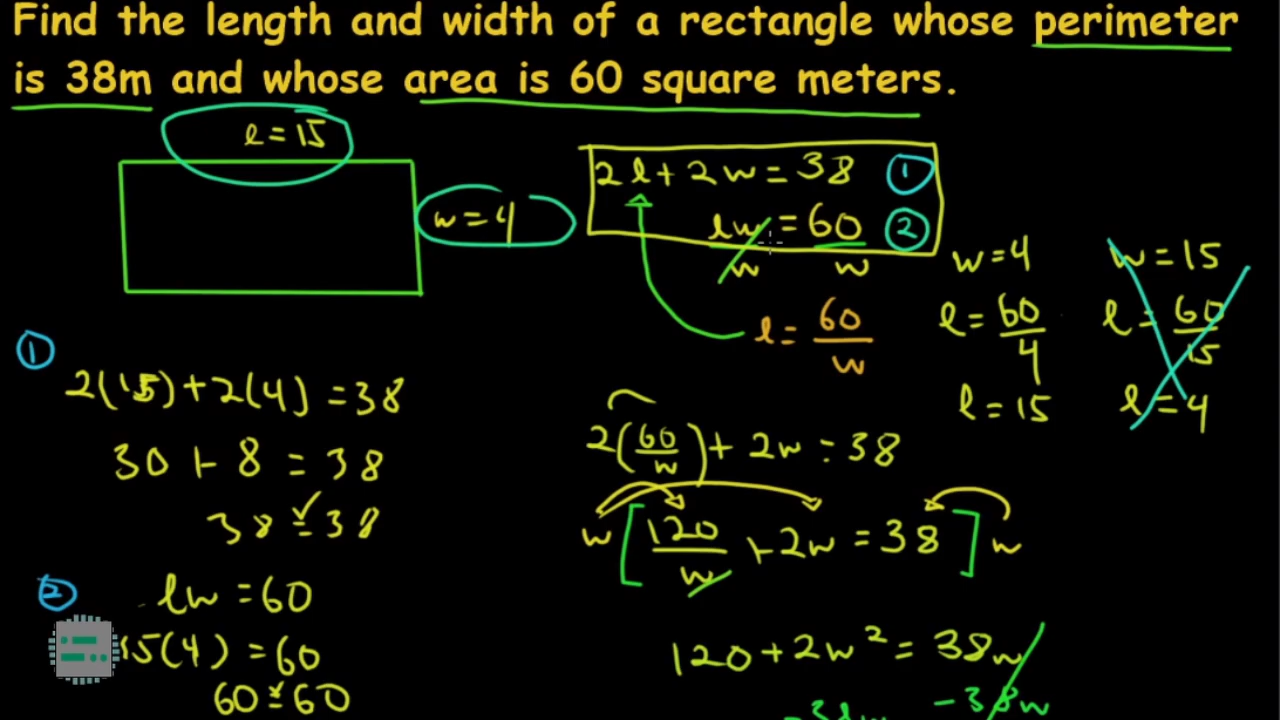 Find the length and width of a rectangle whose perimeter
is 38m and whose area is 60 square meters.
l = 15
w = 4
2l + 2w = 38 ①
lw = 60 ②
w w
l = 60/w
w = 4
l = 60/4
l = 15
w = 15
l = 60/15
l = 4
①
2(15) + 2(4) = 38
30 + 8 = 38
38 = 38
②
lw = 60
15(4) = 60
60 = 60
2(60/w) + 2w = 38
w[120/w + 2w = 38]w
120 + 2w² = 38w
-38w -38w